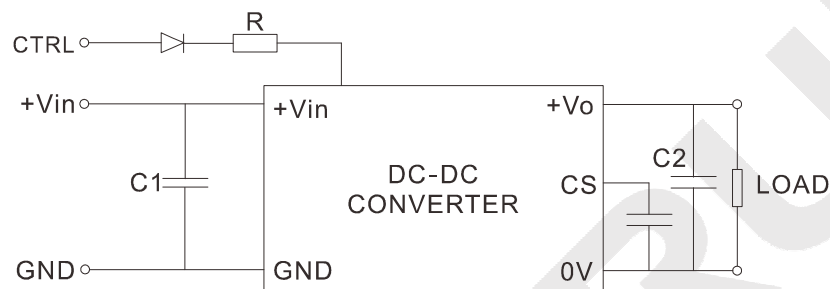 R
CTRL
+Vin
+Vin
+Vo
C1
DC-DC
CONVERTER
CS
C2
LOAD
GND
GND
0V